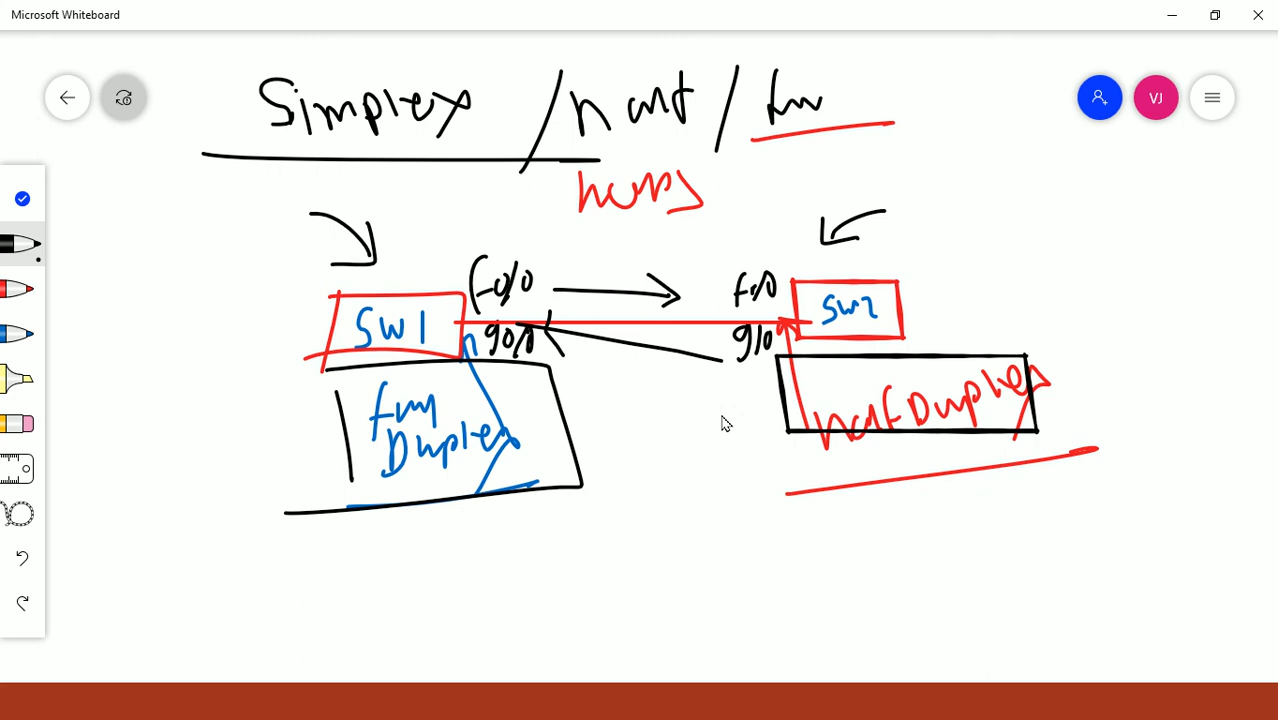 Microsoft Whiteboard
VJ
Simplex / half / full
hubs
f0/0 f0/0
SW1 SW2
g0/0 g/0
full Duplex
half Duplex